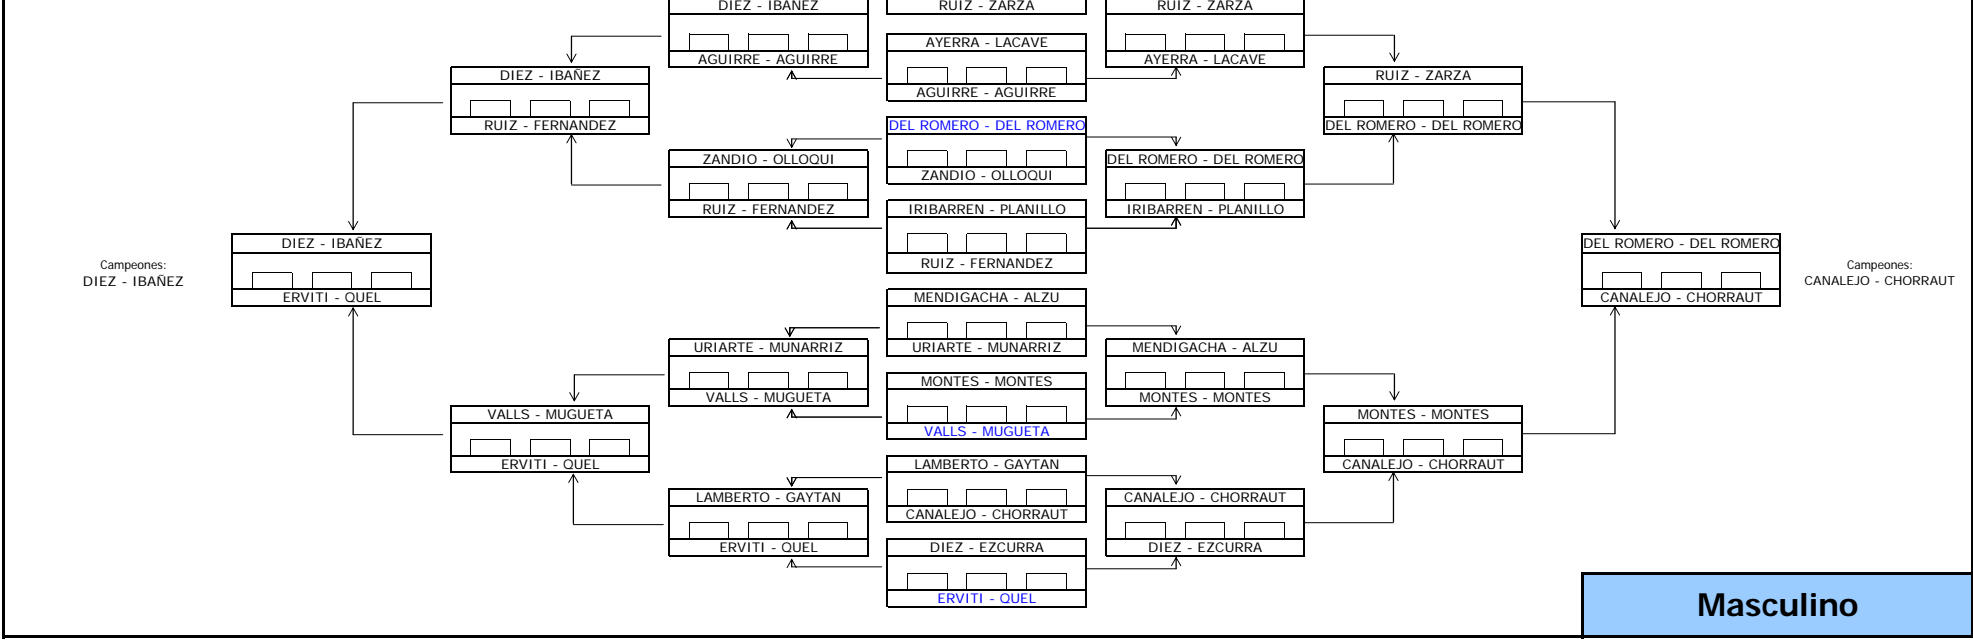 DIEZ - IBAÑEZ
RUIZ - ZARZA
RUIZ - ZARZA
AYERRA - LACAVE
AGUIRRE - AGUIRRE
AYERRA - LACAVE
DIEZ - IBAÑEZ
RUIZ - ZARZA
AGUIRRE - AGUIRRE
RUIZ - FERNANDEZ
DEL ROMERO - DEL ROMERO
DEL ROMERO - DEL ROMERO
ZANDIO - OLLOQUI
DEL ROMERO - DEL ROMERO
ZANDIO - OLLOQUI
RUIZ - FERNANDEZ
IRIBARREN - PLANILLO
IRIBARREN - PLANILLO
DIEZ - IBAÑEZ
DEL ROMERO - DEL ROMERO
RUIZ - FERNANDEZ
Campeones:
DIEZ - IBAÑEZ
Campeones:
CANALEJO - CHORRAUT
ERVITI - QUEL
MENDIGACHA - ALZU
CANALEJO - CHORRAUT
URIARTE - MUNARRIZ
URIARTE - MUNARRIZ
MENDIGACHA - ALZU
MONTES - MONTES
VALLS - MUGUETA
MONTES - MONTES
VALLS - MUGUETA
MONTES - MONTES
VALLS - MUGUETA
ERVITI - QUEL
LAMBERTO - GAYTAN
CANALEJO - CHORRAUT
LAMBERTO - GAYTAN
CANALEJO - CHORRAUT
CANALEJO - CHORRAUT
ERVITI - QUEL
DIEZ - EZCURRA
DIEZ - EZCURRA
ERVITI - QUEL
Masculino